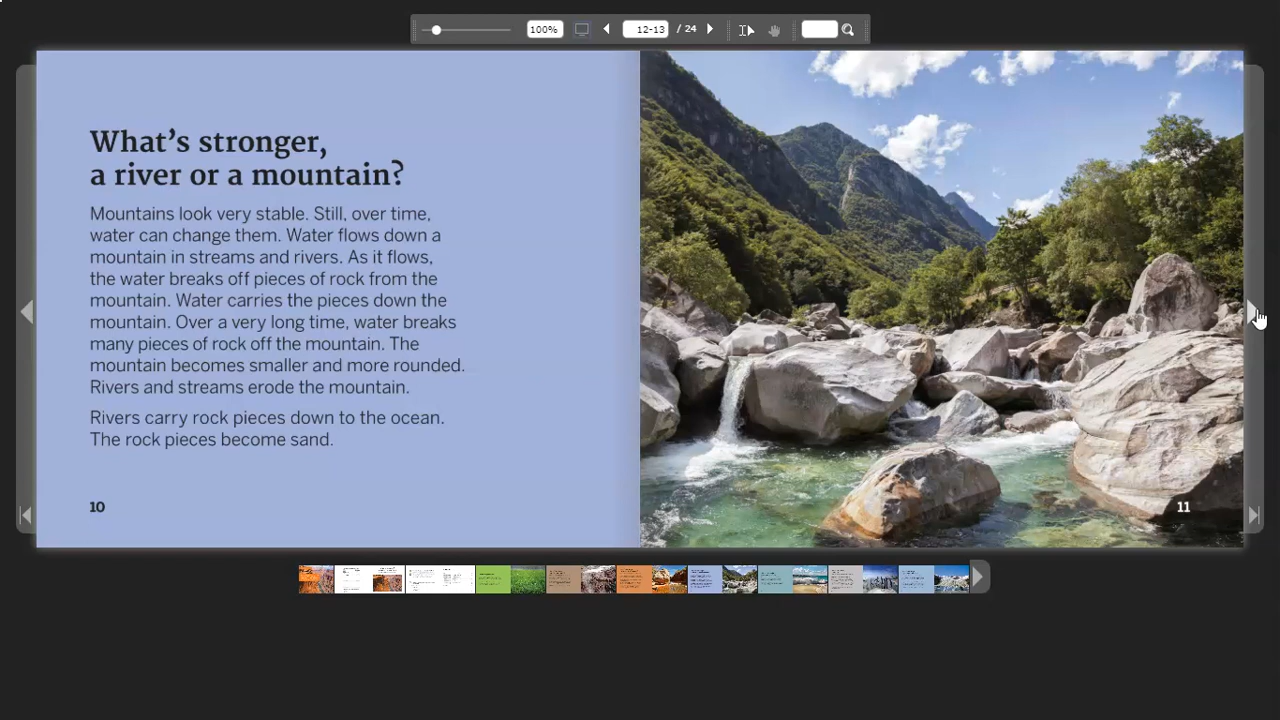 100%
12-13 / 24
What's stronger,
a river or a mountain?
Mountains look very stable. Still, over time,
water can change them. Water flows down a
mountain in streams and rivers. As it flows,
the water breaks off pieces of rock from the
mountain. Water carries the pieces down the
mountain. Over a very long time, water breaks
many pieces of rock off the mountain. The
mountain becomes smaller and more rounded.
Rivers and streams erode the mountain.
Rivers carry rock pieces down to the ocean.
The rock pieces become sand.
10
11